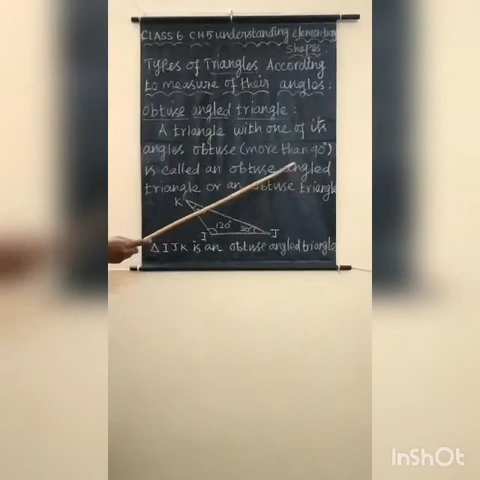 CLASS 6 CH 5 understanding elementary
shapes.
Types of Triangles According
to measure of their angles:
Obtuse angled triangle:
A triangle with one of its
angles obtuse (more than 90°)
is called an obtuse angled
triangle or an obtuse triangle
K
120° 30°
I J
Δ IJK is an obtuse angled triangle
InShOt